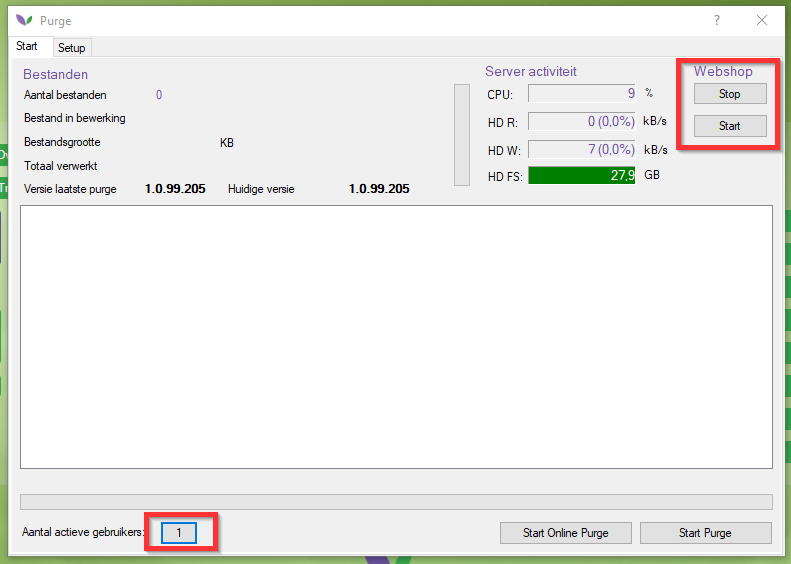 Purge
?
Start Setup
Bestanden
Aantal bestanden 0
Bestand in bewerking
Bestandsgrootte KB
Totaal verwerkt
Versie laatste purge 1.0.99.205 Huidige versie 1.0.99.205
Server activiteit
CPU: 9 %
HD R: 0 (0,0%) kB/s
HD W: 7 (0,0%) kB/s
HD FS: 27,9 GB
Webshop
Stop
Start
Aantal actieve gebruikers: 1
Start Online Purge
Start Purge